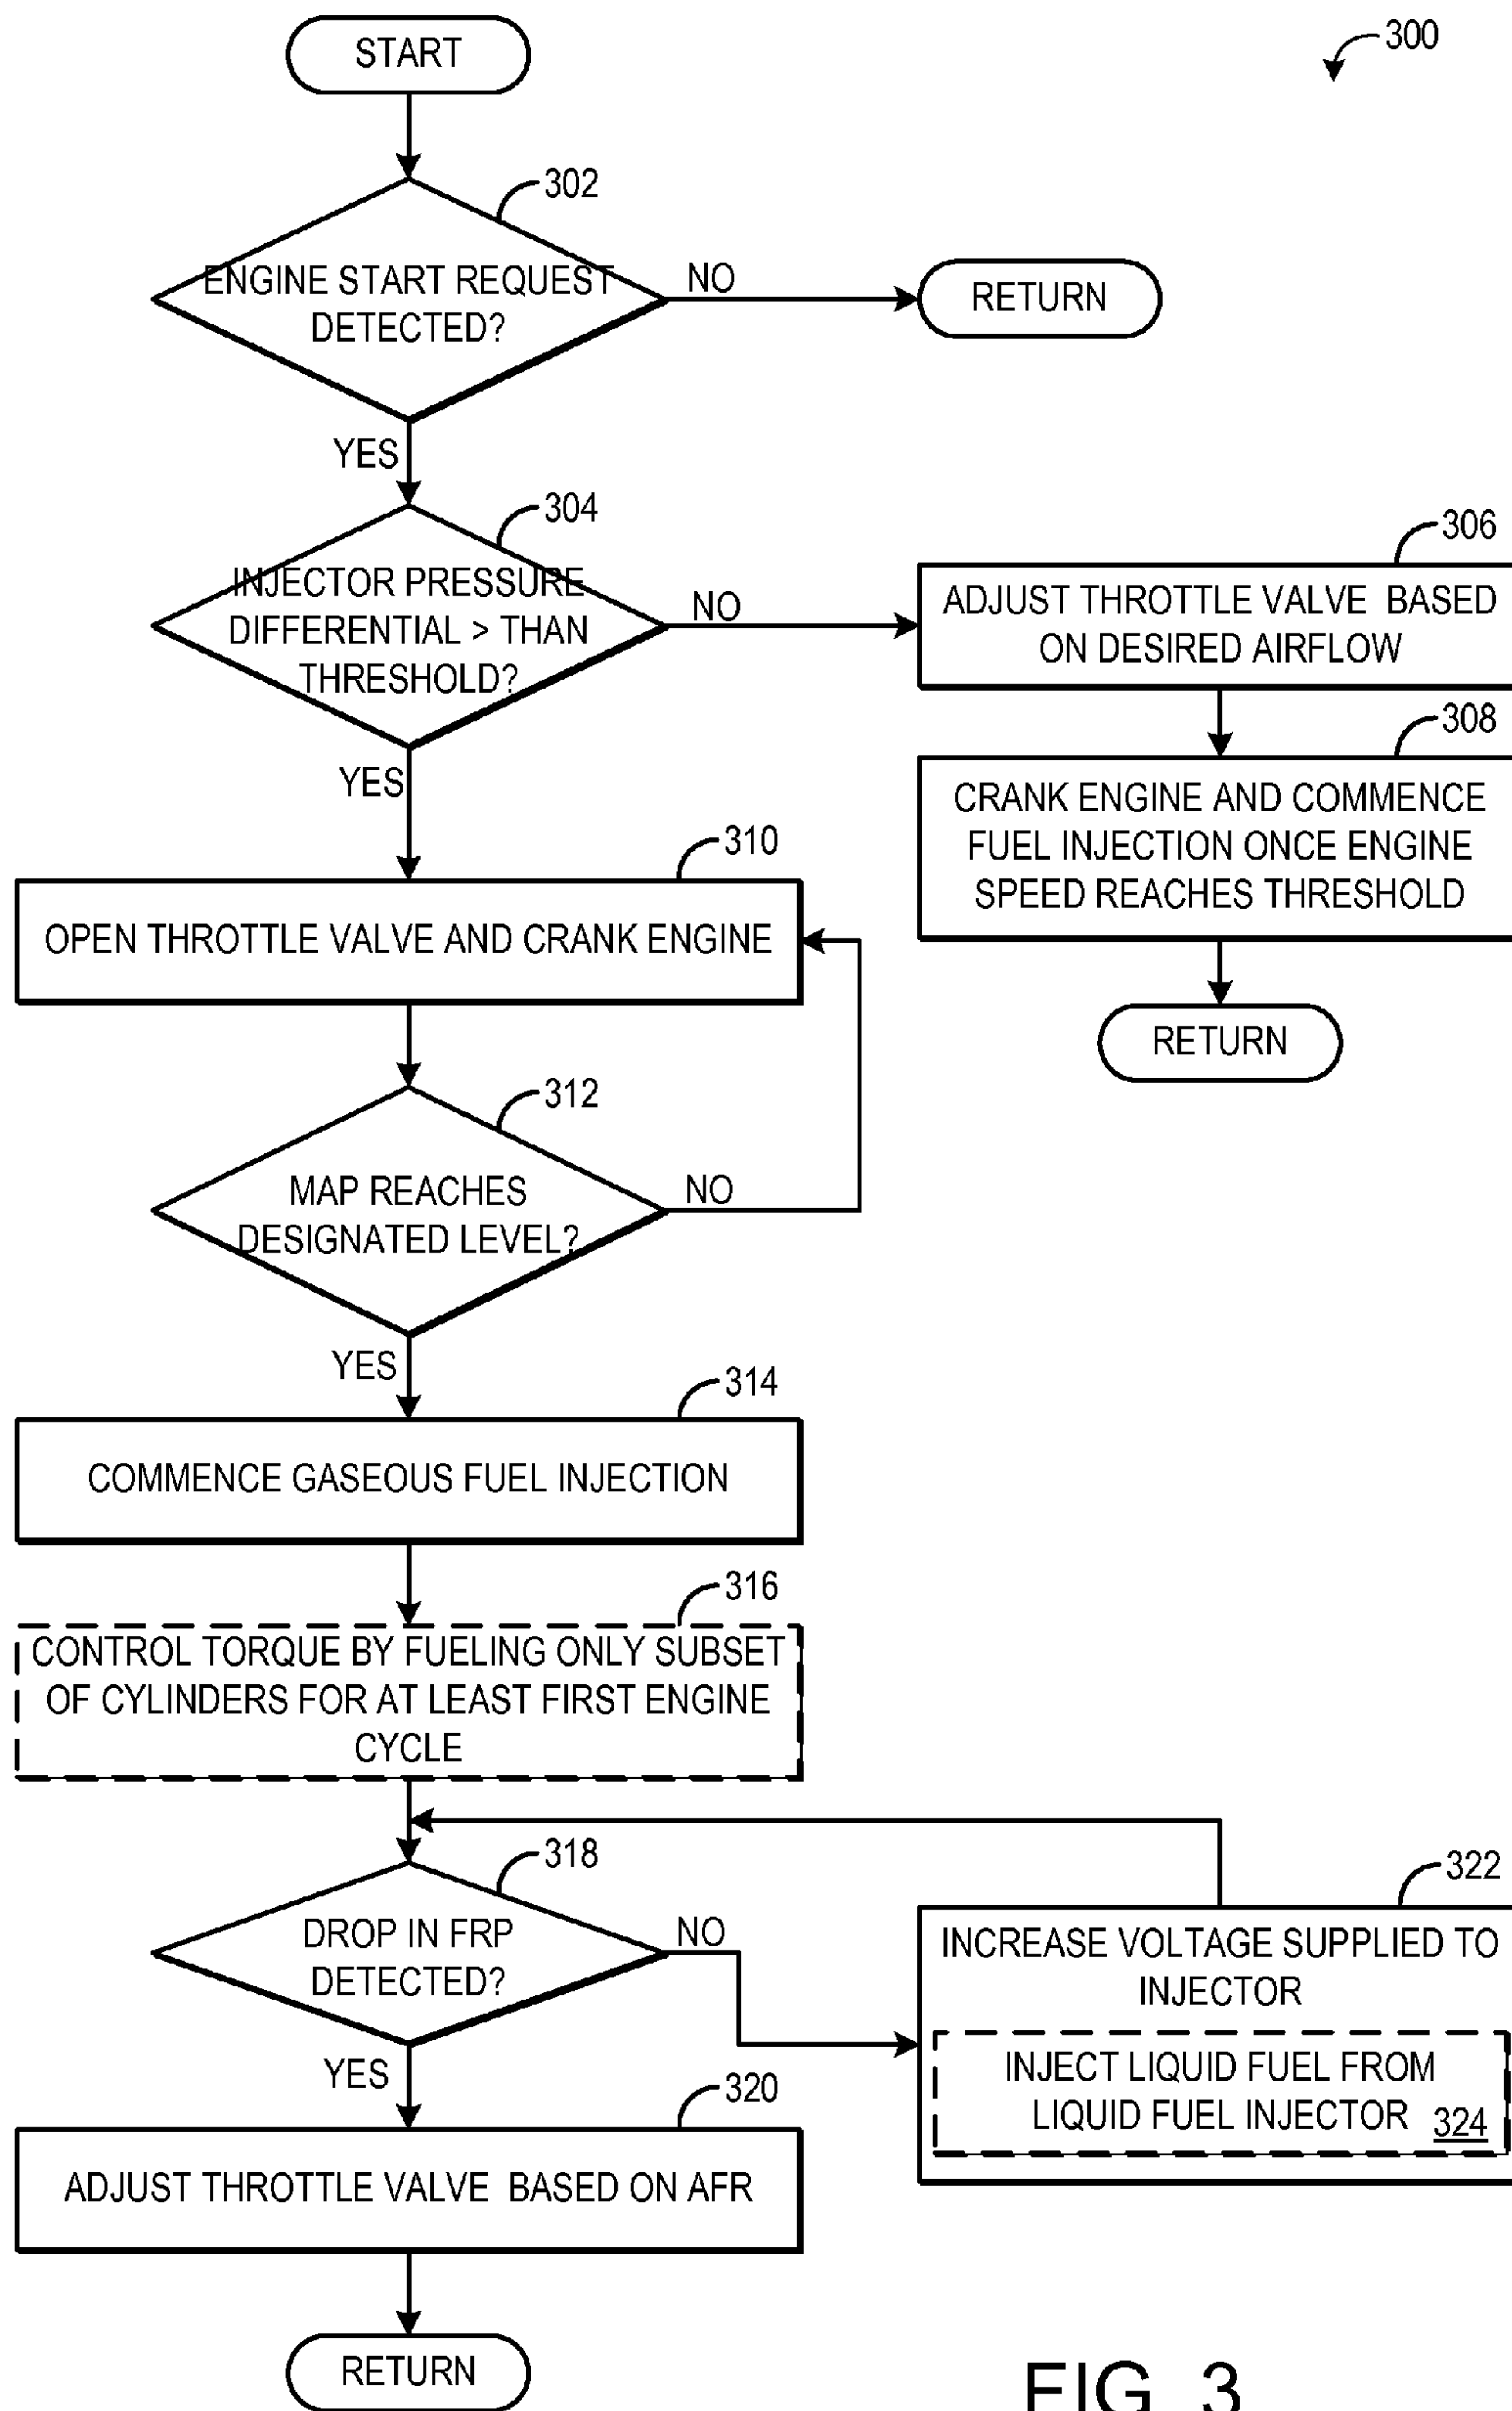 START
300
302
ENGINE START REQUEST
DETECTED?
NO
RETURN
YES
304
INJECTOR PRESSURE
DIFFERENTIAL > THAN
THRESHOLD?
NO
306
ADJUST THROTTLE VALVE BASED
ON DESIRED AIRFLOW
308
CRANK ENGINE AND COMMENCE
FUEL INJECTION ONCE ENGINE
SPEED REACHES THRESHOLD
RETURN
YES
310
OPEN THROTTLE VALVE AND CRANK ENGINE
312
MAP REACHES
DESIGNATED LEVEL?
NO
YES
314
COMMENCE GASEOUS FUEL INJECTION
316
CONTROL TORQUE BY FUELING ONLY SUBSET
OF CYLINDERS FOR AT LEAST FIRST ENGINE
CYCLE
318
DROP IN FRP
DETECTED?
NO
322
INCREASE VOLTAGE SUPPLIED TO
INJECTOR
INJECT LIQUID FUEL FROM
LIQUID FUEL INJECTOR 324
YES
320
ADJUST THROTTLE VALVE BASED ON AFR
RETURN
FIG. 3